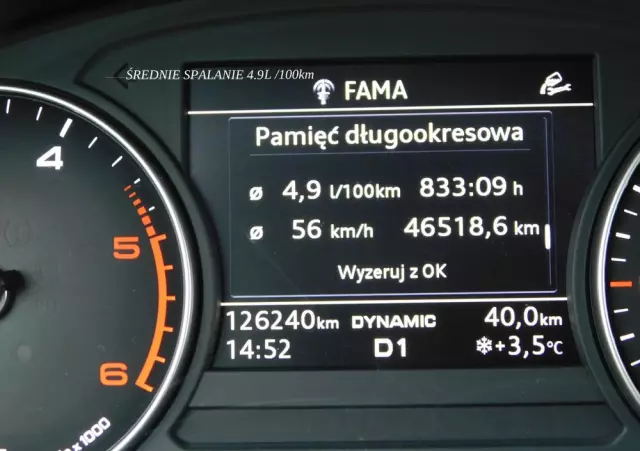 ŚREDNIE SPALANIE 4.9L /100km
FAMA
Pamięć długookresowa
ø 4,9 l/100km 833:09 h
ø 56 km/h 46518,6 km
Wyzeruj z OK
126240km DYNAMIC 40,0km
14:52 D1 +3,5°C
4
5
6
x 1000